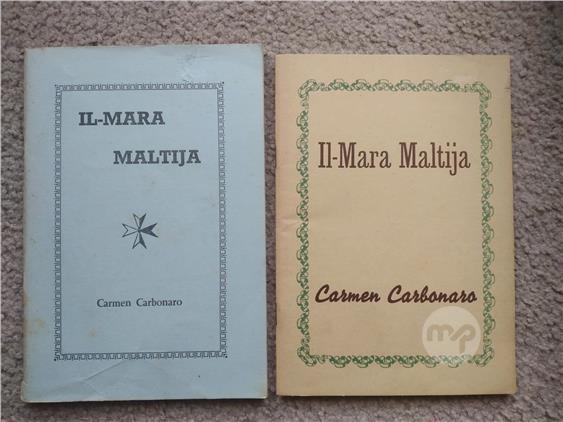 IL-MARA
MALTIJA
Carmen Carbonaro
Il-Mara Maltija
Carmen Carbonaro
mp